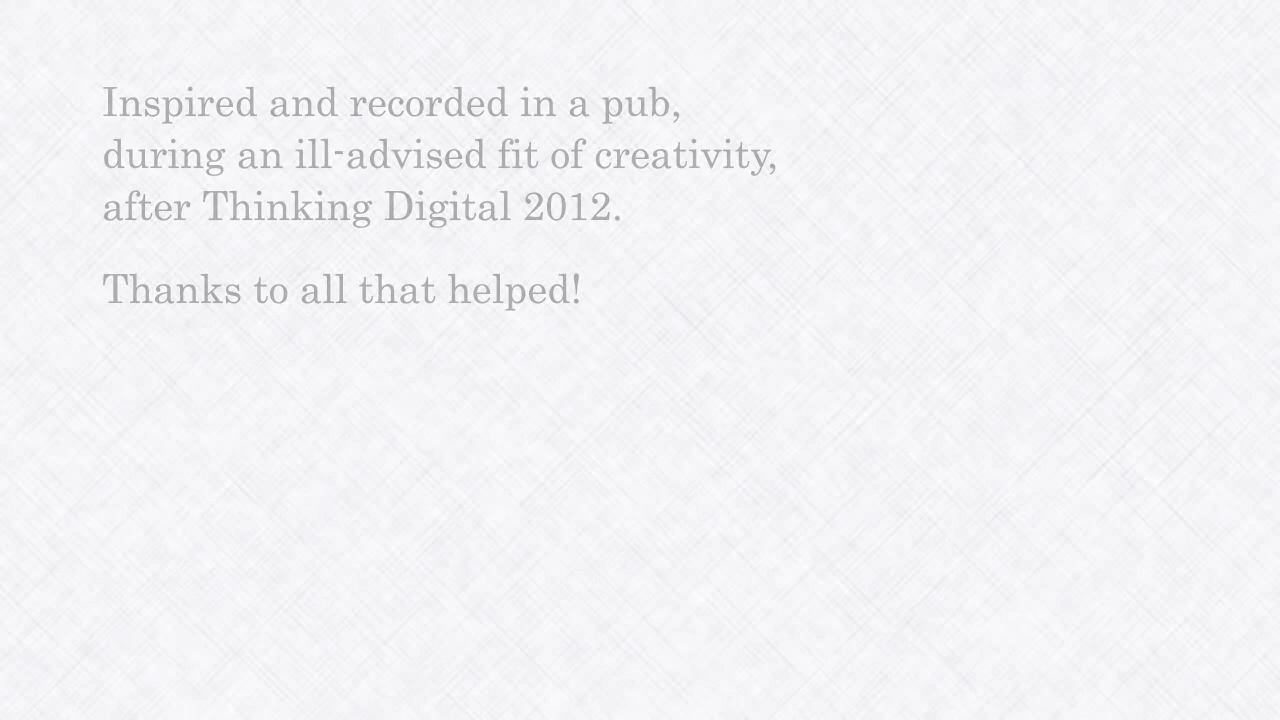 Inspired and recorded in a pub,
during an ill-advised fit of creativity,
after Thinking Digital 2012.
Thanks to all that helped!